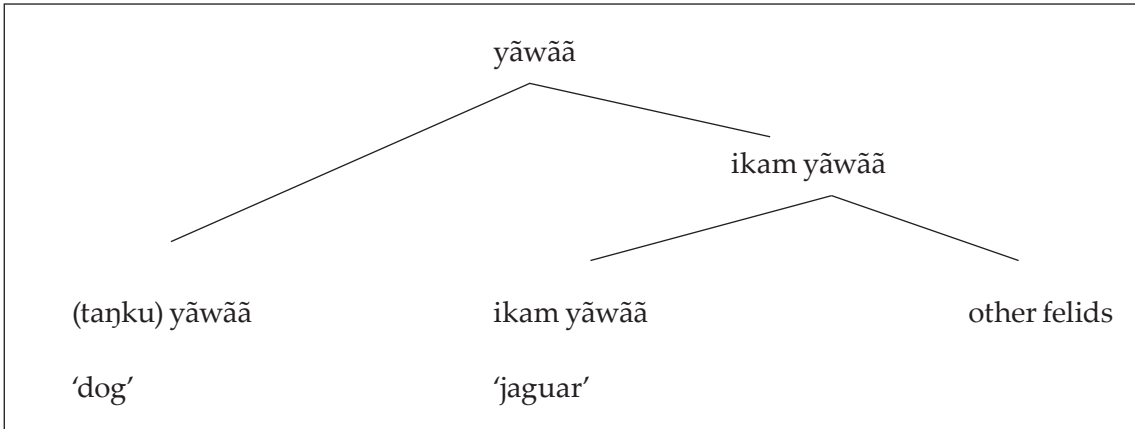 yãwãã
ikam yãwãã
(taŋku) yãwãã ikam yãwãã other felids
‘dog’ ‘jaguar’